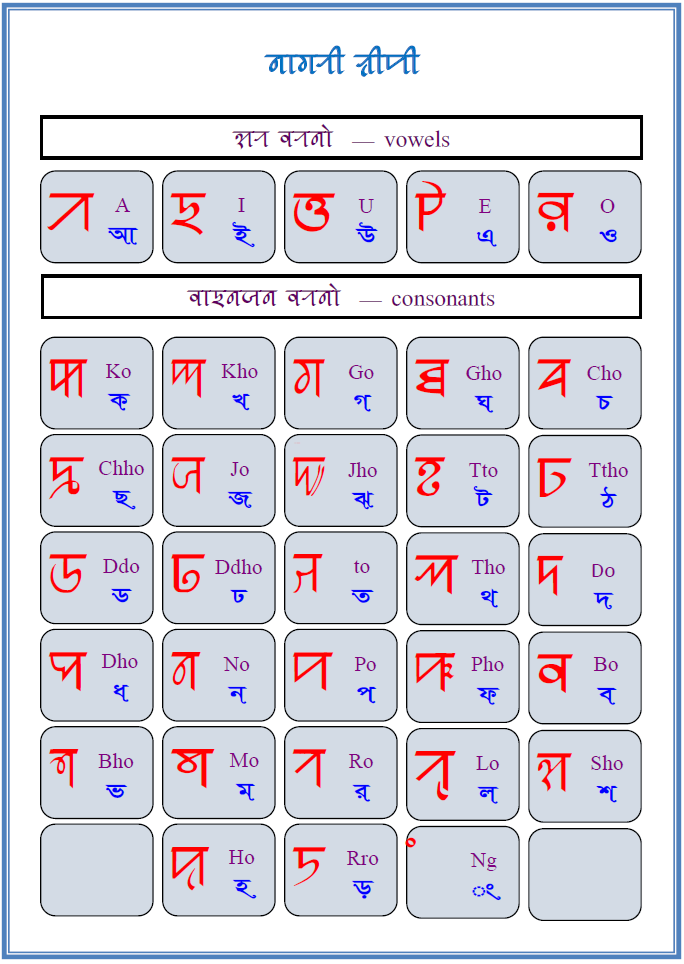 ꠘꠣꠉꠞꠤ ꠟꠤꠙꠤ
ꠡꠞ ꠛꠞꠘꠧ — vowels
ꠀ A ꠁ I ꠃ U ꠄ E ꠅ O
আ ই উ এ ও
ꠛꠣꠁꠘꠎꠘ ꠛꠞꠘꠧ — consonants
ꠇ Ko ꠈ Kho ꠉ Go ꠊ Gho ꠌ Cho
ক খ গ ঘ চ
ꠍ Chho ꠎ Jo ꠏ Jho ꠐ Tto ꠑ Ttho
ছ জ ঝ ট ঠ
ꠒ Ddo ꠓ Ddho ꠔ to ꠕ Tho ꠖ Do
ড ঢ ত থ দ
ꠗ Dho ꠘ No ꠙ Po ꠚ Pho ꠛ Bo
ধ ন প ফ ব
ꠜ Bho ꠝ Mo ꠞ Ro ꠟ Lo ꠡ Sho
ভ ম র ল শ
ꠢ Ho ꠠ Rro ꠋ Ng
হ ড় ং